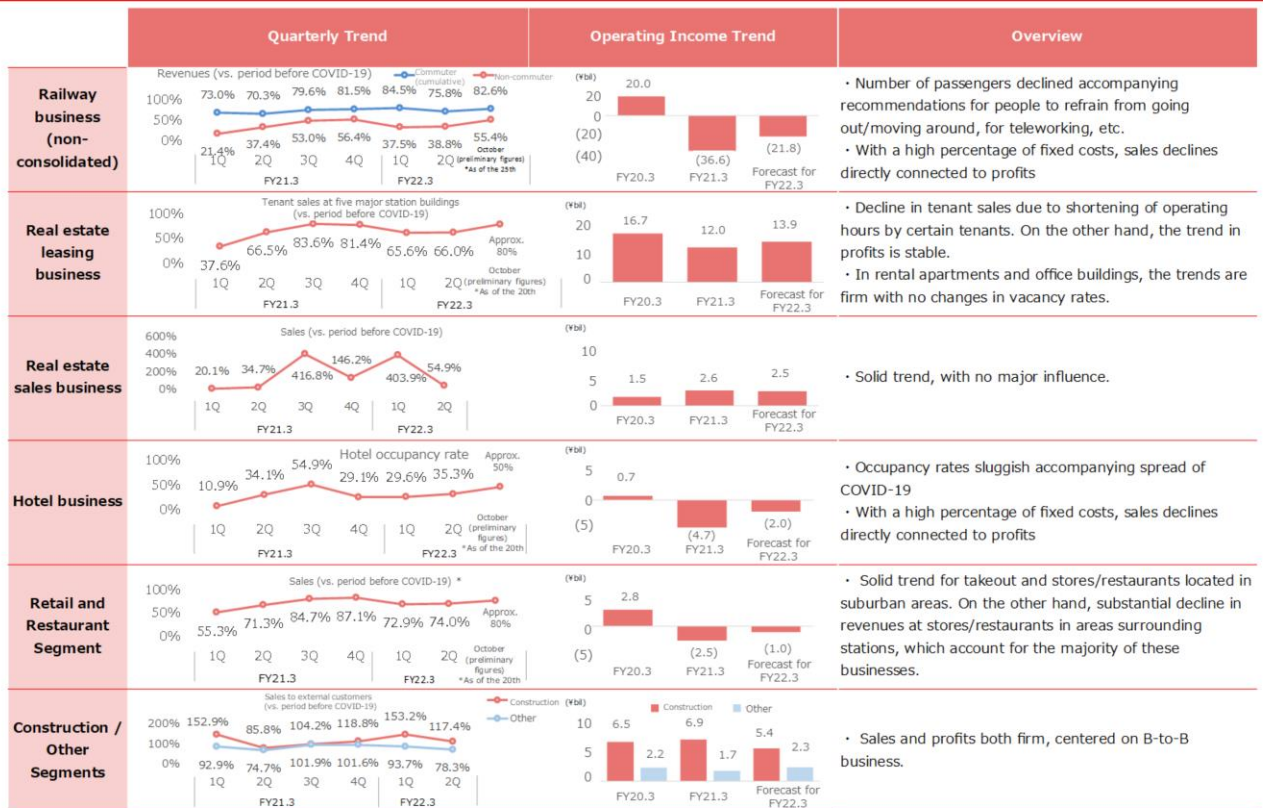 Quarterly Trend
Operating Income Trend
Overview
Railway
business
(non-
consolidated)
Revenues (vs. period before COVID-19)
Commuter
(cumulative)
Non-commuter
100%
50%
0%
73.0% 70.3% 79.6% 81.5% 84.5% 75.8% 82.6%
21.4% 37.4% 53.0% 56.4% 37.5% 38.8% 55.4%
1Q 2Q 3Q 4Q 1Q 2Q
October
(preliminary figures)
*As of the 25th
FY21.3 FY22.3
(¥bil)
20
0
(20)
(40)
20.0
(36.6)
(21.8)
FY20.3 FY21.3 Forecast for
FY22.3
・Number of passengers declined accompanying
recommendations for people to refrain from going
out/moving around, for teleworking, etc.
・With a high percentage of fixed costs, sales declines
directly connected to profits
Real estate
leasing
business
Tenant sales at five major station buildings
(vs. period before COVID-19)
100%
50%
0%
37.6% 66.5% 83.6% 81.4% 65.6% 66.0% Approx.
80%
1Q 2Q 3Q 4Q 1Q 2Q
October
(preliminary figures)
*As of the 20th
FY21.3 FY22.3
(¥bil)
20
10
0
16.7 12.0 13.9
FY20.3 FY21.3 Forecast for
FY22.3
・Decline in tenant sales due to shortening of operating
hours by certain tenants. On the other hand, the trend in
profits is stable.
・In rental apartments and office buildings, the trends are
firm with no changes in vacancy rates.
Real estate
sales business
Sales (vs. period before COVID-19)
600%
400%
200%
0%
20.1% 34.7% 416.8% 146.2% 403.9% 54.9%
1Q 2Q 3Q 4Q 1Q 2Q
FY21.3 FY22.3
(¥bil)
10
5
0
1.5 2.6 2.5
FY20.3 FY21.3 Forecast for
FY22.3
・Solid trend, with no major influence.
Hotel business
Hotel occupancy rate
100%
50%
0%
10.9% 34.1% 54.9% 29.1% 29.6% 35.3% Approx.
50%
1Q 2Q 3Q 4Q 1Q 2Q
October
(preliminary
figures)
*As of the 20th
FY21.3 FY22.3
(¥bil)
5
0
(5)
0.7
(4.7)
(2.0)
FY20.3 FY21.3 Forecast for
FY22.3
・Occupancy rates sluggish accompanying spread of
COVID-19
・With a high percentage of fixed costs, sales declines
directly connected to profits
Retail and
Restaurant
Segment
Sales (vs. period before COVID-19) *
100%
50%
0%
55.3% 71.3% 84.7% 87.1% 72.9% 74.0% Approx.
80%
1Q 2Q 3Q 4Q 1Q 2Q
October
(preliminary
figures)
*As of the 20th
FY21.3 FY22.3
(¥bil)
5
0
(5)
2.8
(2.5)
(1.0)
FY20.3 FY21.3 Forecast for
FY22.3
・ Solid trend for takeout and stores/restaurants located in
suburban areas. On the other hand, substantial decline in
revenues at stores/restaurants in areas surrounding
stations, which account for the majority of these
businesses.
Construction /
Other
Segments
Sales to external customers
(vs. period before COVID-19)
Construction
Other
200%
100%
0%
152.9% 85.8% 104.2% 118.8% 153.2% 117.4%
92.9% 74.7% 101.9% 101.6% 93.7% 78.3%
1Q 2Q 3Q 4Q 1Q 2Q
FY21.3 FY22.3
(¥bil)
Construction Other
10
5
0
6.5 2.2 6.9 1.7 5.4 2.3
FY20.3 FY21.3 Forecast for
FY22.3
・ Sales and profits both firm, centered on B-to-B
business.